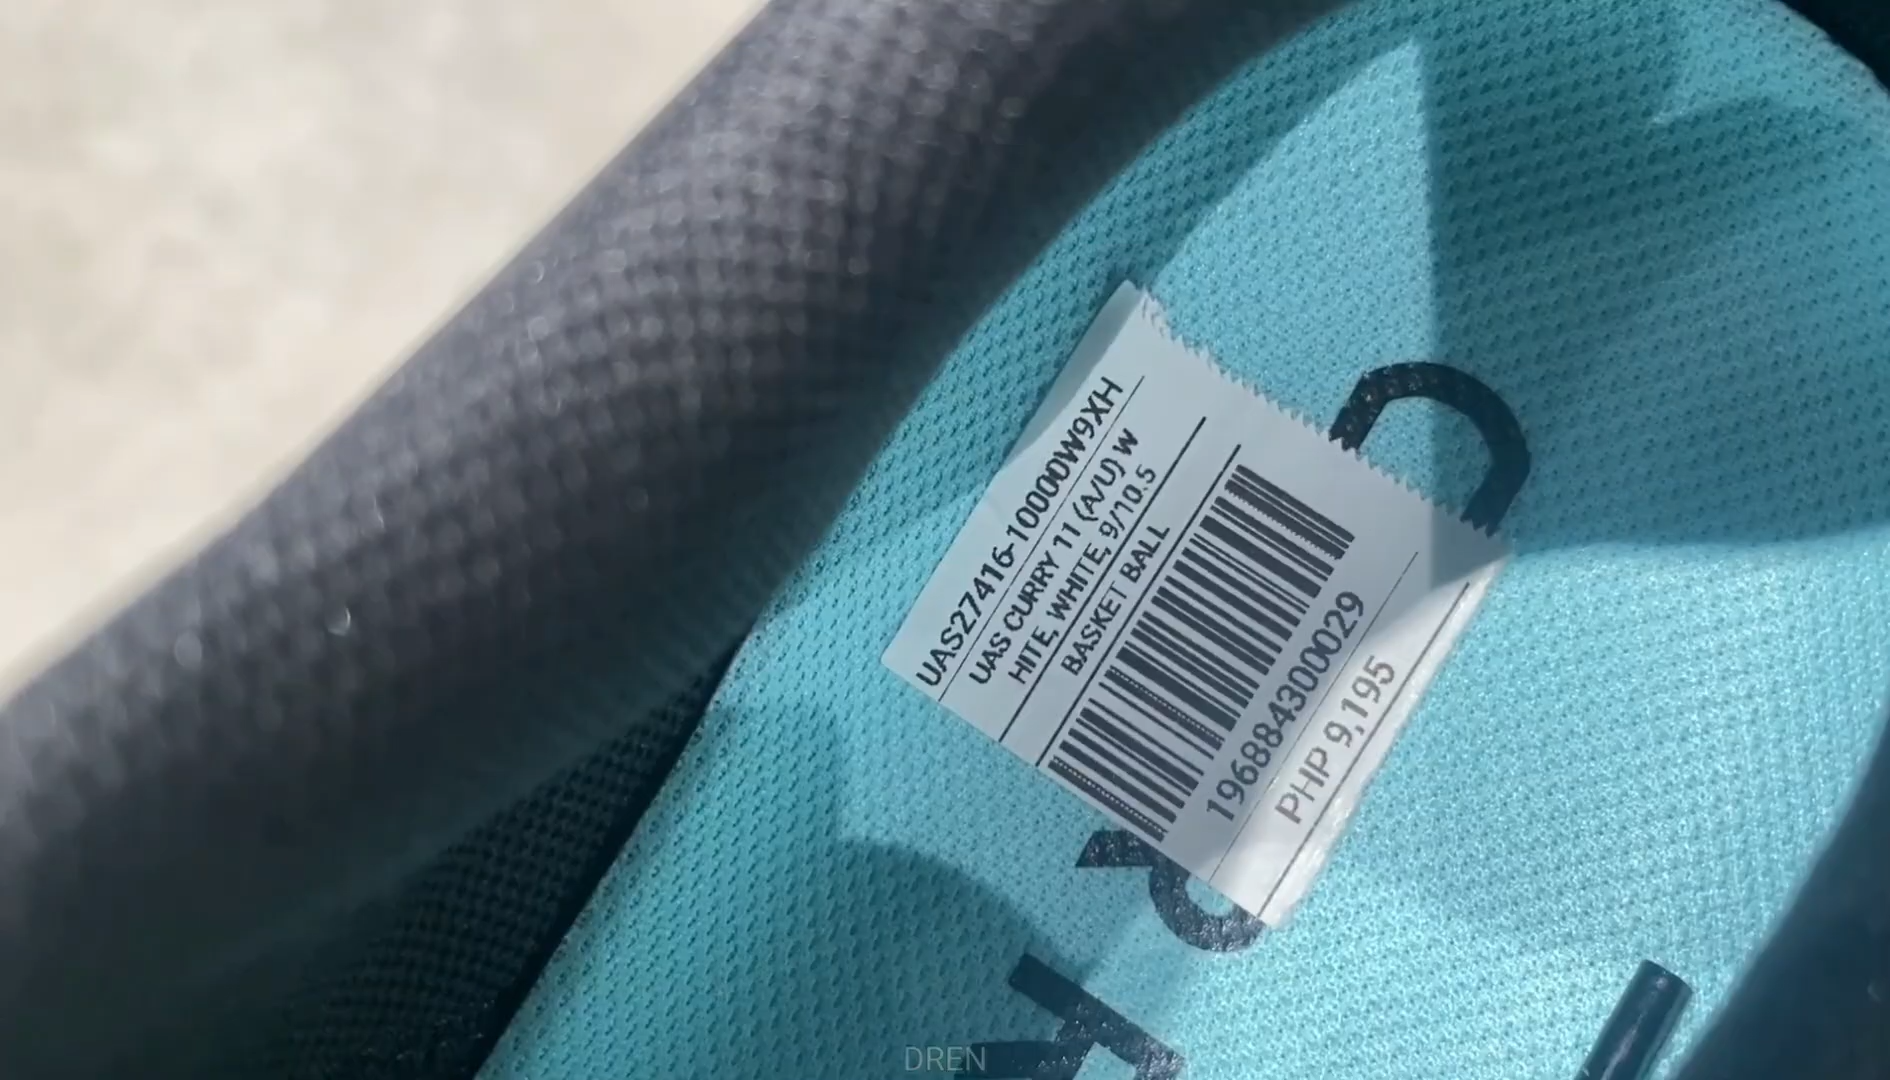 UAS27416-10000W9XH
UAS CURRY 11 (A/U) W
HITE, WHITE, 9/10.5
BASKET BALL
196884300029
PHP 9,195
DREN